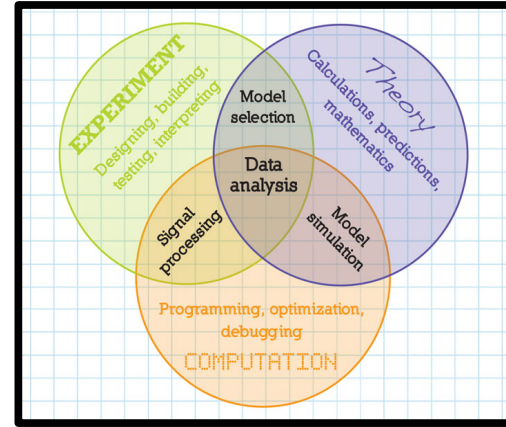 EXPERIMENT
Designing, building,
testing, interpreting
Theory
Calculations, predictions,
mathematics
Model
selection
Data
analysis
Signal
processing
Model
simulation
Programming, optimization,
debugging
COMPUTATION